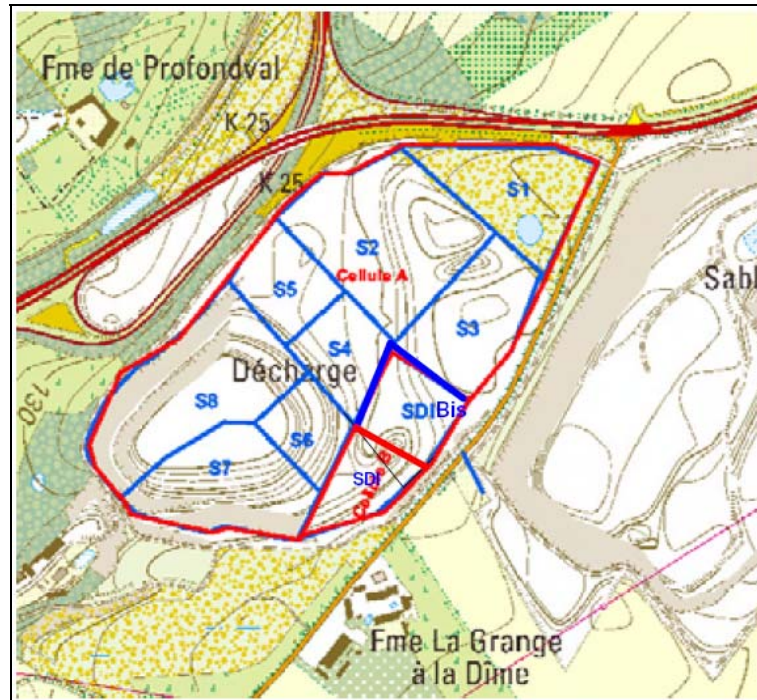 Fme de Profondval
K 25
K 25
S1
S2
Cellule A
Sabl
S5
S3
S4
Décharge
S8
SDIBis
130
S6
S7
SDI
Cellule B
Fme La Grange
à la Dîme